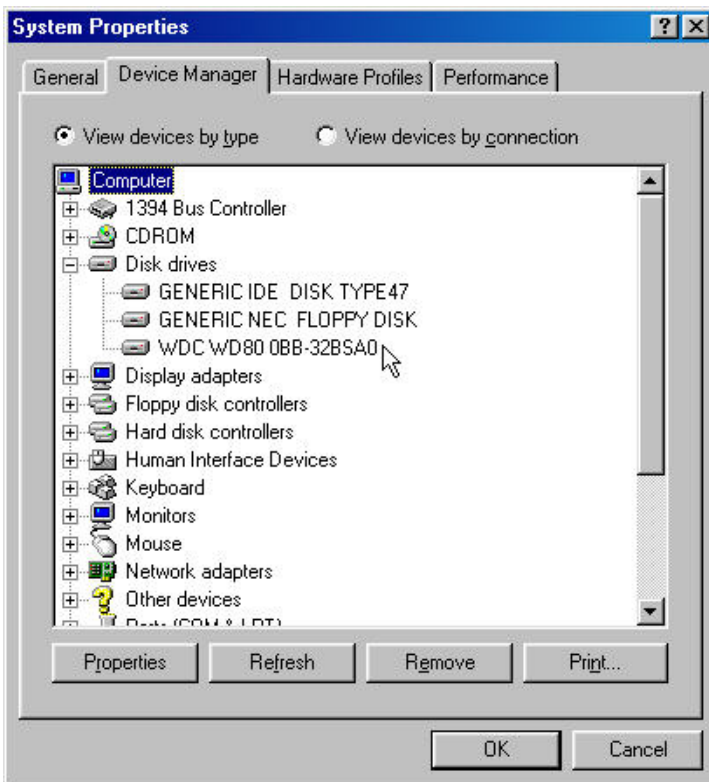 System Properties
General Device Manager Hardware Profiles Performance
View devices by type View devices by connection
Computer
1394 Bus Controller
CDROM
Disk drives
GENERIC IDE DISK TYPE47
GENERIC NEC FLOPPY DISK
WDC WD80 0BB-32BSA0
Display adapters
Floppy disk controllers
Hard disk controllers
Human Interface Devices
Keyboard
Monitors
Mouse
Network adapters
Other devices
Ports (COM & LPT)
Properties Refresh Remove Print...
OK Cancel